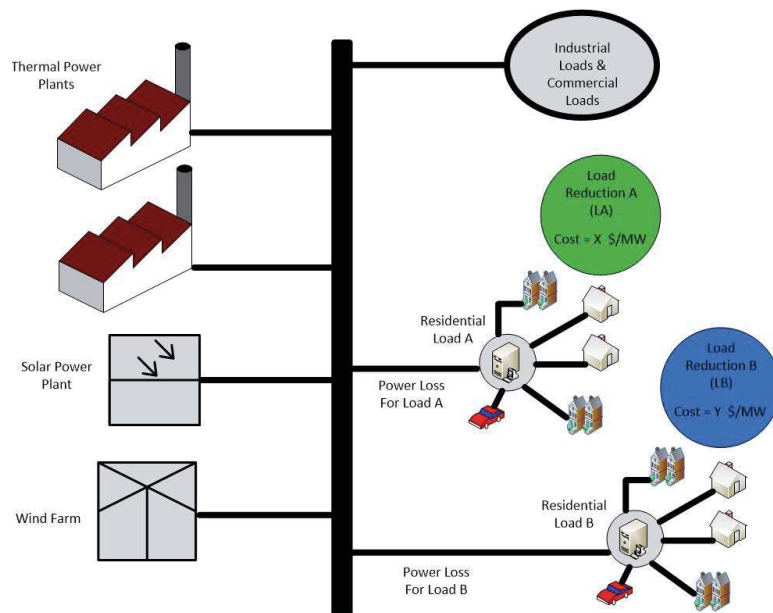 Thermal Power
Plants
Industrial
Loads &
Commercial
Loads
Load
Reduction A
(LA)
Cost = X $/MW
Residential
Load A
Solar Power
Plant
Power Loss
For Load A
Load
Reduction B
(LB)
Cost = Y $/MW
Wind Farm
Residential
Load B
Power Loss
For Load B